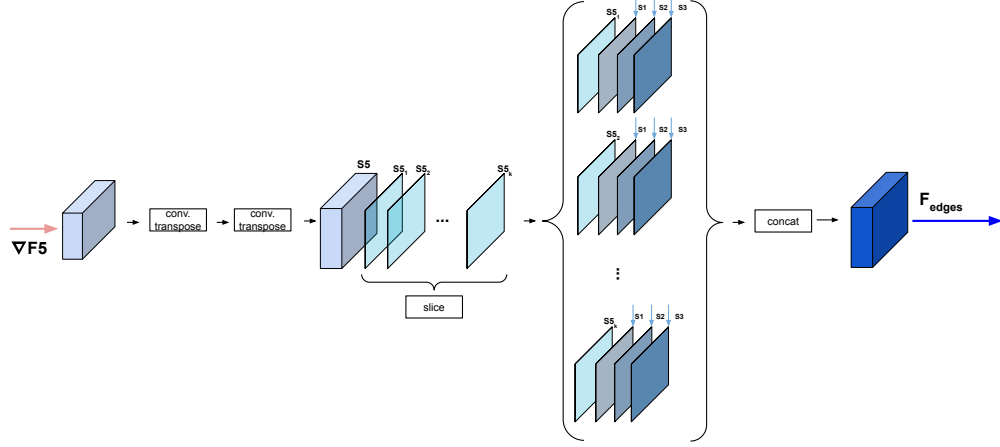 ∇F5
conv.
transpose
conv.
transpose
S5
S5₁
S5₂
...
S5ₖ
slice
S5₁ S1 S2 S3
S5₂ S1 S2 S3
...
S5ₖ S1 S2 S3
concat
F_edges